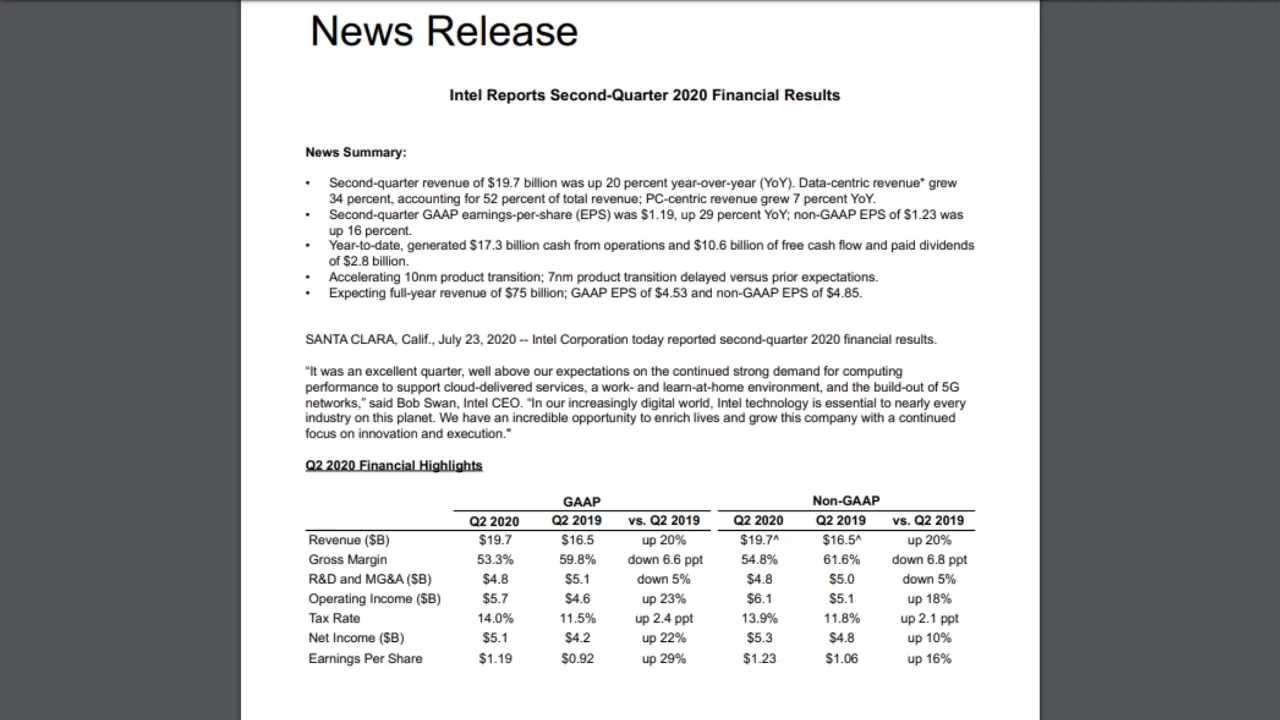 News Release
Intel Reports Second-Quarter 2020 Financial Results
News Summary:
• Second-quarter revenue of $19.7 billion was up 20 percent year-over-year (YoY). Data-centric revenue* grew
34 percent, accounting for 52 percent of total revenue; PC-centric revenue grew 7 percent YoY.
• Second-quarter GAAP earnings-per-share (EPS) was $1.19, up 29 percent YoY; non-GAAP EPS of $1.23 was
up 16 percent.
• Year-to-date, generated $17.3 billion cash from operations and $10.6 billion of free cash flow and paid dividends
of $2.8 billion.
• Accelerating 10nm product transition; 7nm product transition delayed versus prior expectations.
• Expecting full-year revenue of $75 billion; GAAP EPS of $4.53 and non-GAAP EPS of $4.85.
SANTA CLARA, Calif., July 23, 2020 -- Intel Corporation today reported second-quarter 2020 financial results.
“It was an excellent quarter, well above our expectations on the continued strong demand for computing
performance to support cloud-delivered services, a work- and learn-at-home environment, and the build-out of 5G
networks,” said Bob Swan, Intel CEO. “In our increasingly digital world, Intel technology is essential to nearly every
industry on this planet. We have an incredible opportunity to enrich lives and grow this company with a continued
focus on innovation and execution."
Q2 2020 Financial Highlights
GAAP Non-GAAP
Q2 2020 Q2 2019 vs. Q2 2019 Q2 2020 Q2 2019 vs. Q2 2019
Revenue ($B) $19.7 $16.5 up 20% $19.7^ $16.5^ up 20%
Gross Margin 53.3% 59.8% down 6.6 ppt 54.8% 61.6% down 6.8 ppt
R&D and MG&A ($B) $4.8 $5.1 down 5% $4.8 $5.0 down 5%
Operating Income ($B) $5.7 $4.6 up 23% $6.1 $5.1 up 18%
Tax Rate 14.0% 11.5% up 2.4 ppt 13.9% 11.8% up 2.1 ppt
Net Income ($B) $5.1 $4.2 up 22% $5.3 $4.8 up 10%
Earnings Per Share $1.19 $0.92 up 29% $1.23 $1.06 up 16%